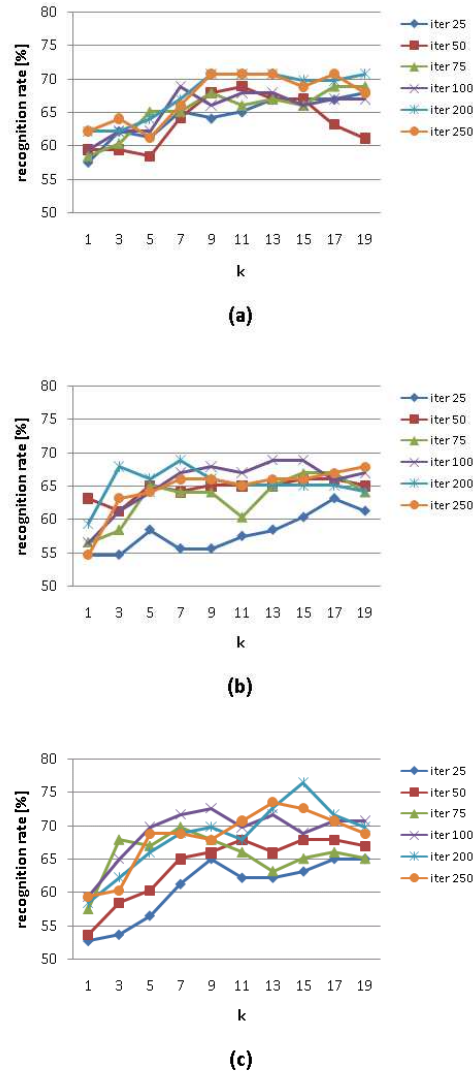 80
75
70
65
60
55
50
recognition rate [%]
1 3 5 7 9 11 13 15 17 19
k
iter 25
iter 50
iter 75
iter 100
iter 200
iter 250
(a)
80
75
70
65
60
55
50
recognition rate [%]
1 3 5 7 9 11 13 15 17 19
k
iter 25
iter 50
iter 75
iter 100
iter 200
iter 250
(b)
80
75
70
65
60
55
50
recognition rate [%]
1 3 5 7 9 11 13 15 17 19
k
iter 25
iter 50
iter 75
iter 100
iter 200
iter 250
(c)